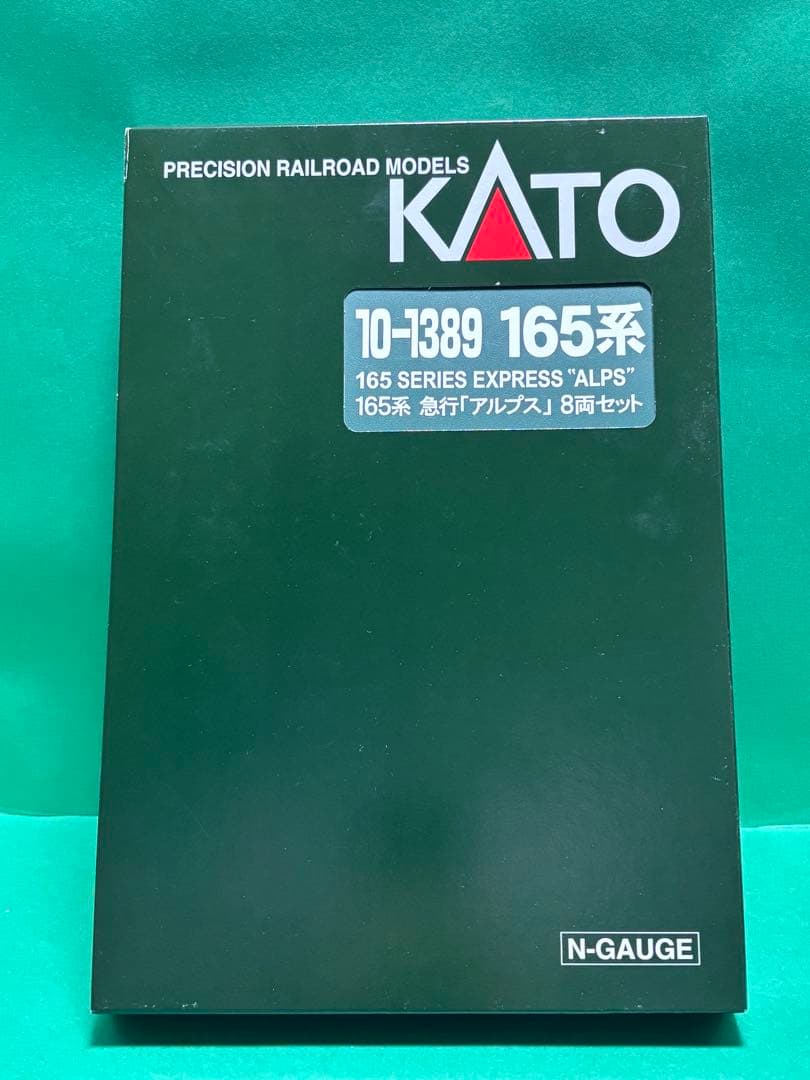 PRECISION RAILROAD MODELS
KATO
10-1389 165系
165 SERIES EXPRESS "ALPS"
165系 急行「アルプス」 8両セット
N-GAUGE